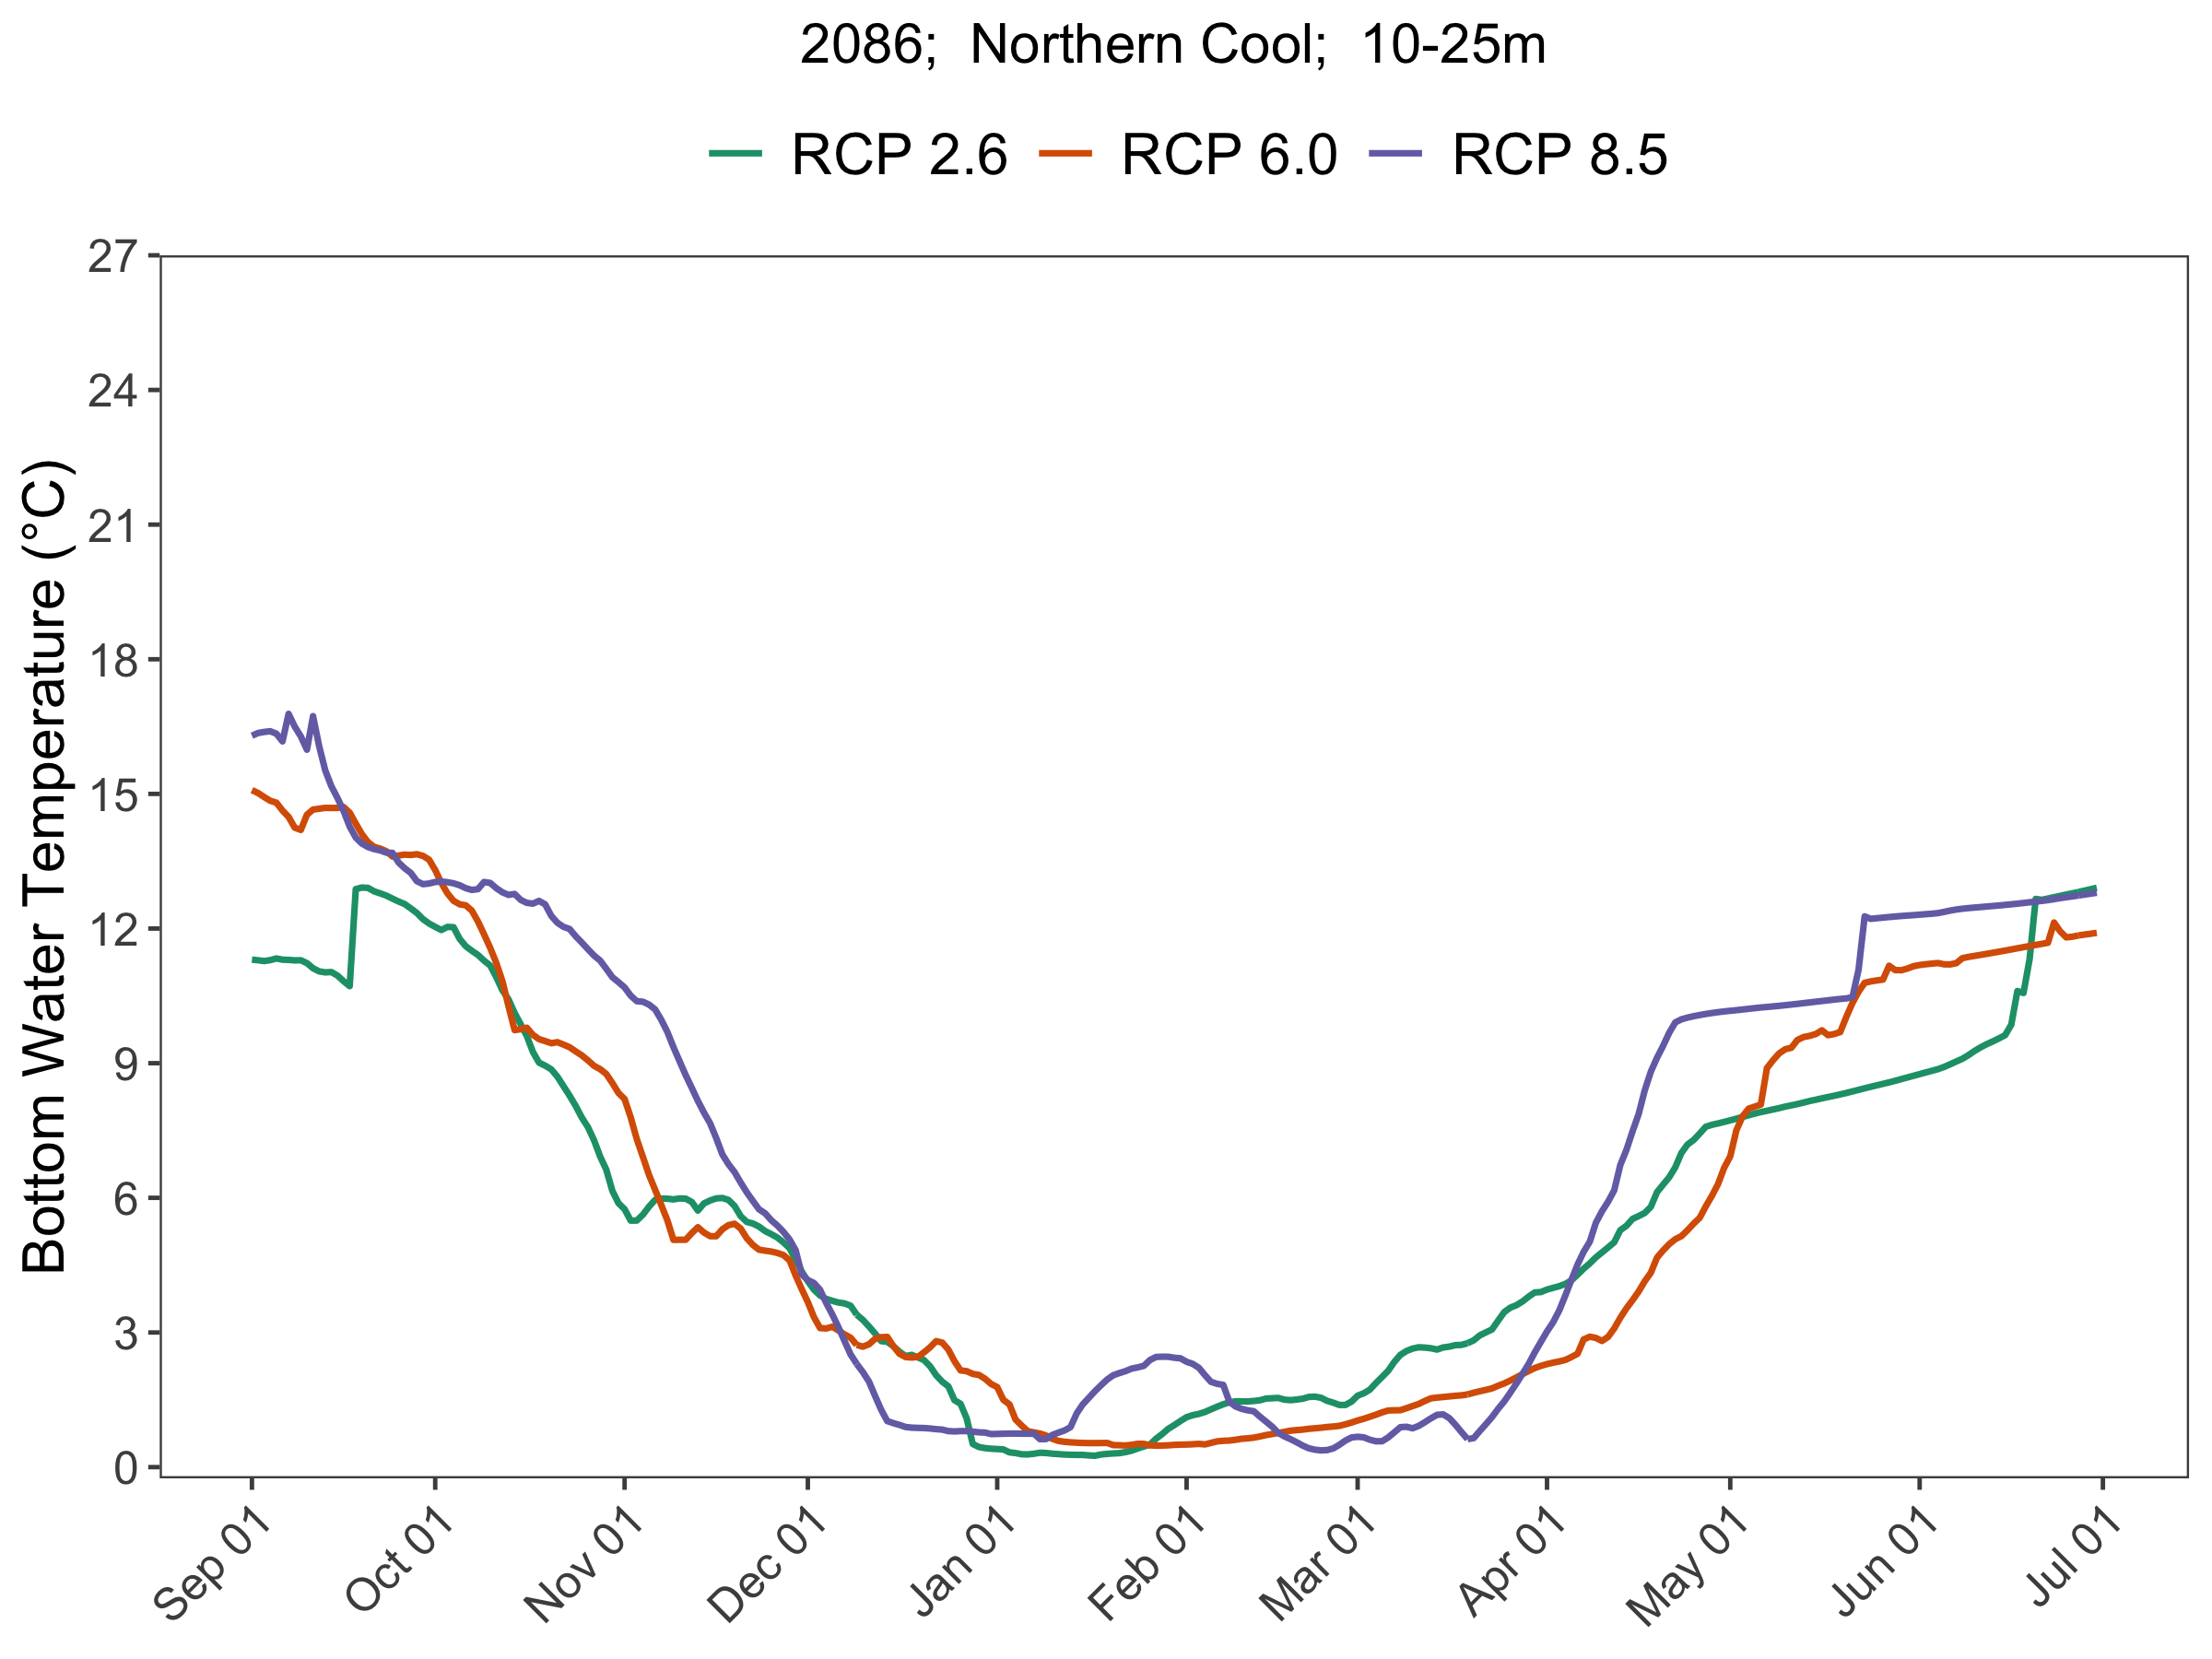 2086;  Northern Cool;  10-25m
RCP 2.6 RCP 6.0 RCP 8.5
Bottom Water Temperature (°C)
27
24
21
18
15
12
9
6
3
0
Sep 01 Oct 01 Nov 01 Dec 01 Jan 01 Feb 01 Mar 01 Apr 01 May 01 Jun 01 Jul 01